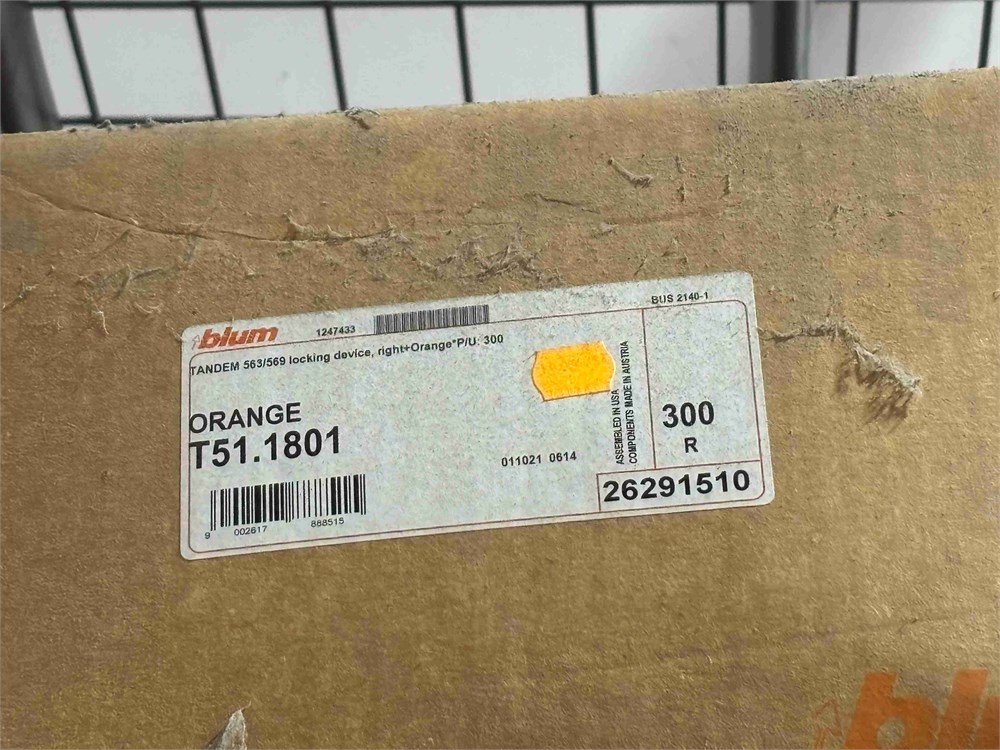 blum
1247433
BUS 2140-1
TANDEM 563/569 locking device, right+Orange*P/U: 300
ORANGE
T51.1801
011021 0614
ASSEMBLED IN USA
COMPONENTS MADE IN AUSTRIA
300
R
26291510
9 002617 888515
bl